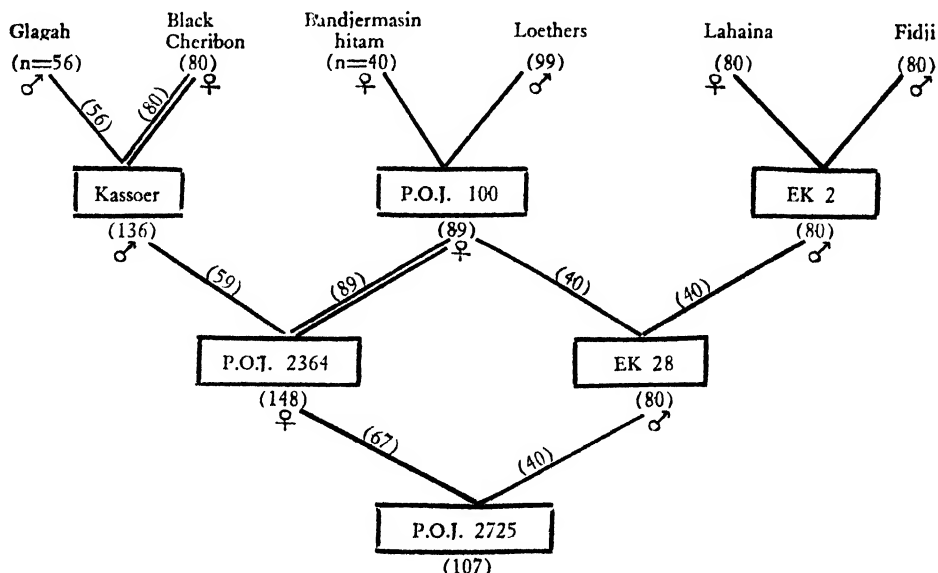 Glagah
Black
Cheribon
Bandjermasin
hitam
Loethers
Lahaina
Fidji
(n=56)
♂
(80)
♀
(n=40)
♀
(99)
♂
(80)
♀
(80)
♂
(56)
(80)
Kassoer
P.O.J. 100
EK 2
(136)
♂
(89)
♀
(80)
♂
(59)
(89)
(40)
(40)
P.O.J. 2364
EK 28
(148)
♀
(80)
♂
(67)
(40)
P.O.J. 2725
(107)